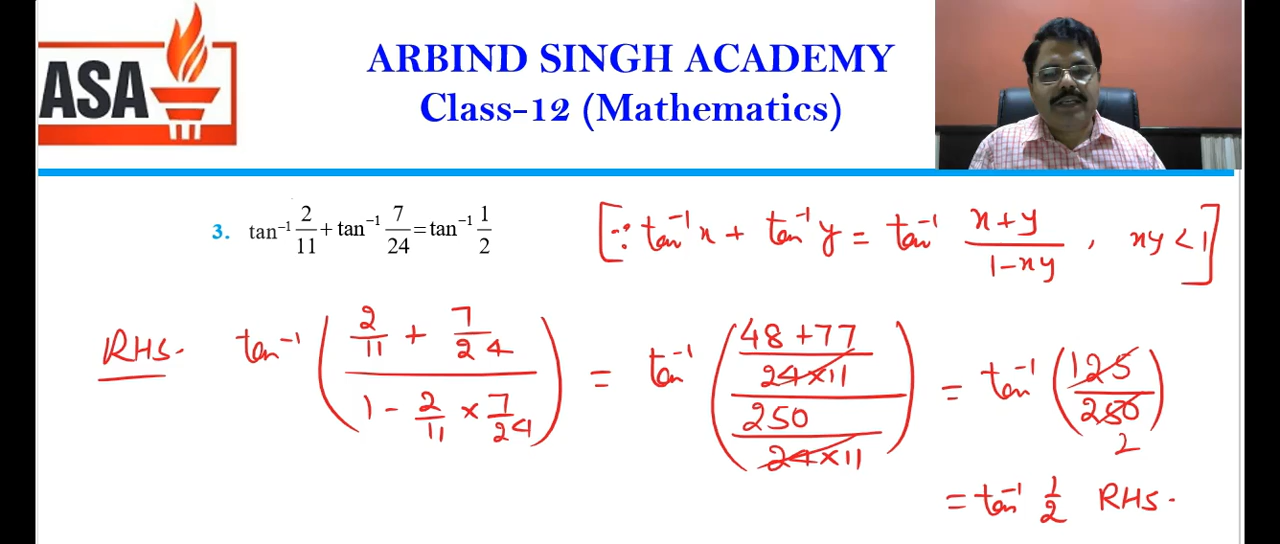 ASA
ARBIND SINGH ACADEMY
Class-12 (Mathematics)
3. tan⁻¹ 2/11 + tan⁻¹ 7/24 = tan⁻¹ 1/2
[∵ tan⁻¹x + tan⁻¹y = tan⁻¹ (x+y)/(1-xy), xy < 1]
RHS. tan⁻¹ ((2/11 + 7/24)/(1 - 2/11 × 7/24)) = tan⁻¹ (((48+77)/(24×11))/(250/(24×11))) = tan⁻¹ (125/250)
2
= tan⁻¹ 1/2 RHS.